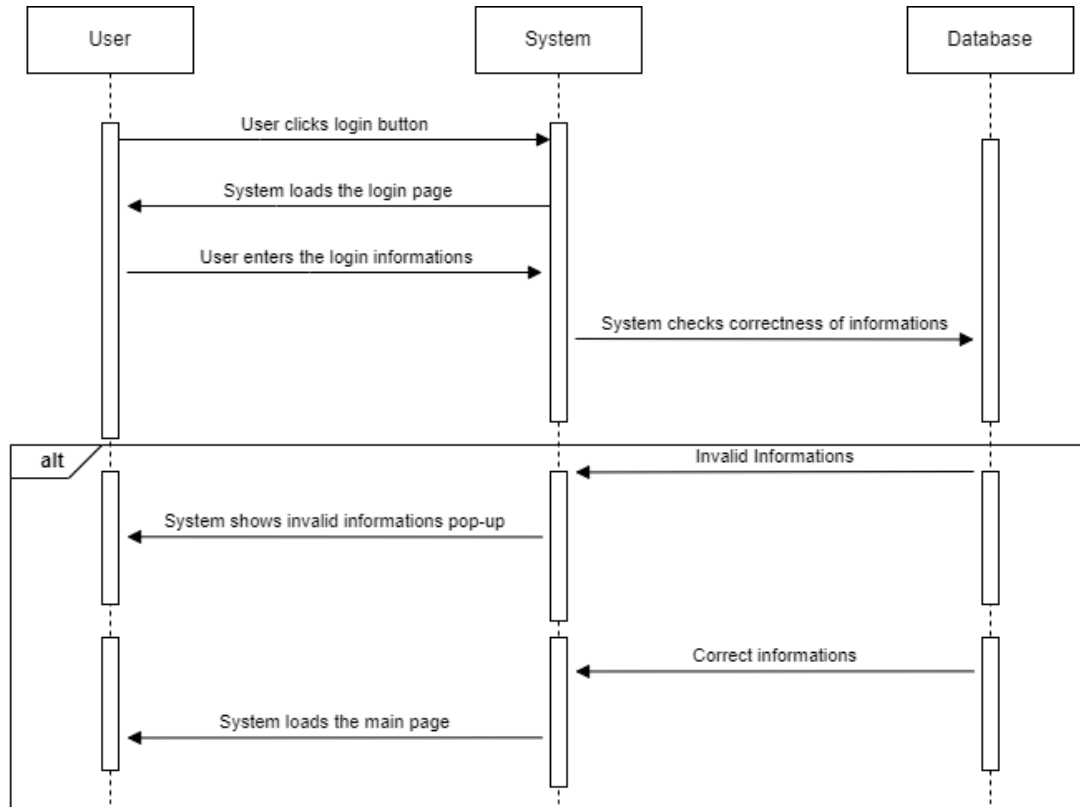 User
System
Database
User clicks login button
System loads the login page
User enters the login informations
System checks correctness of informations
alt
Invalid Informations
System shows invalid informations pop-up
Correct informations
System loads the main page